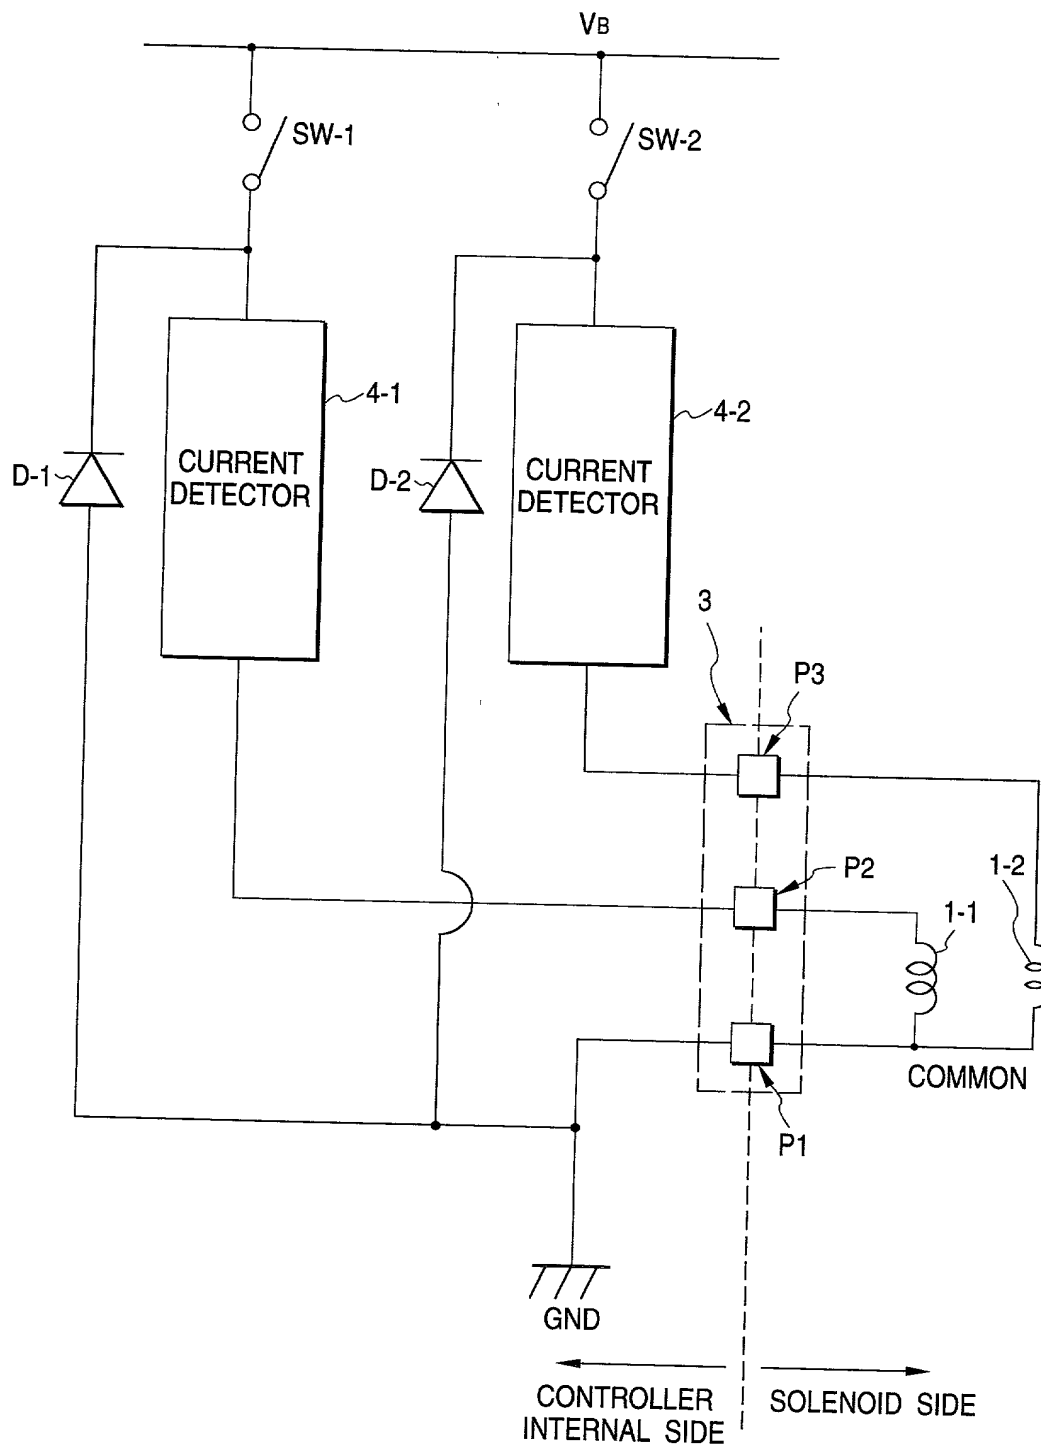 VB
SW-1
SW-2
4-1
4-2
D-1
CURRENT
DETECTOR
D-2
CURRENT
DETECTOR
3
P3
P2
1-2
1-1
COMMON
P1
GND
CONTROLLER
INTERNAL SIDE
SOLENOID SIDE